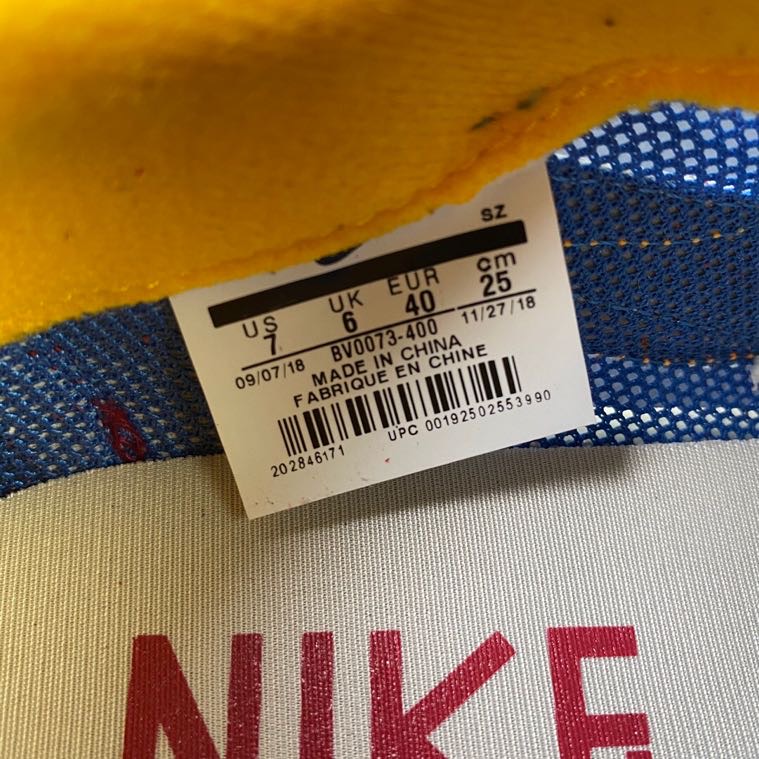 SZ
US UK EUR cm
7 6 40 25
09/07/18 BV0073-400 11/27/18
MADE IN CHINA
FABRIQUE EN CHINE
202846171 UPC 00192502553990
NIKE